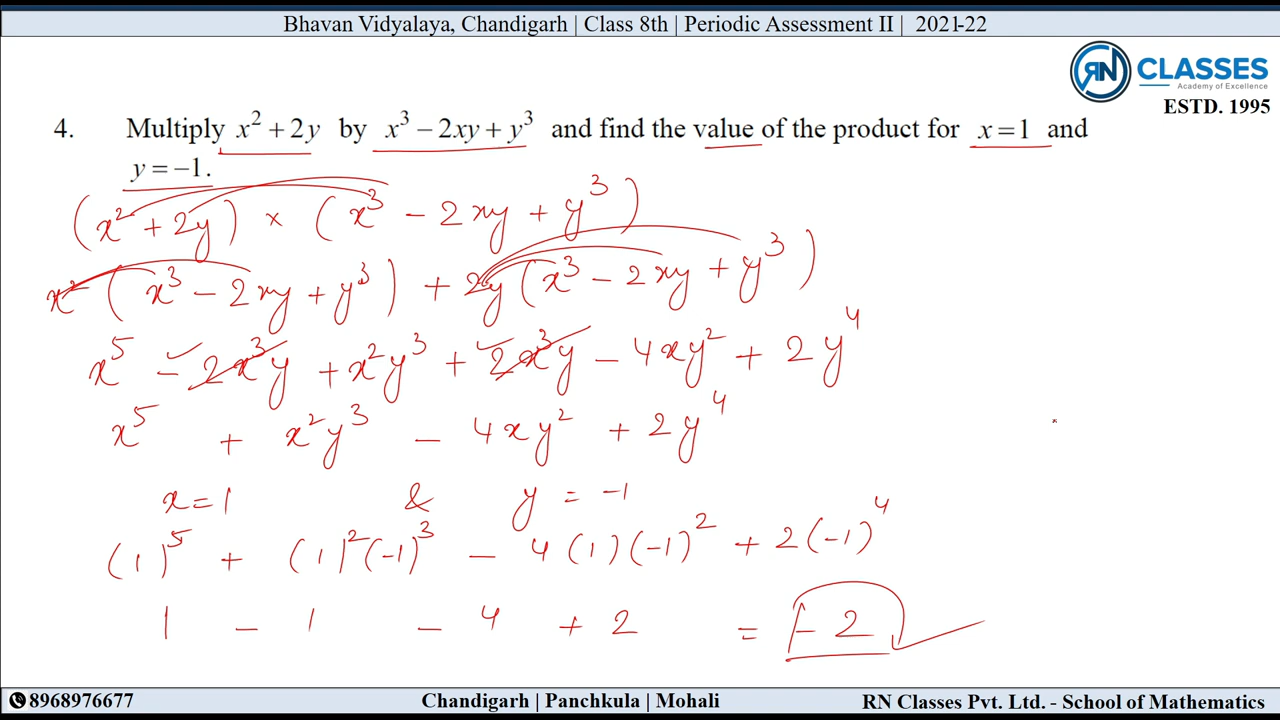 Bhavan Vidyalaya, Chandigarh | Class 8th | Periodic Assessment II | 2021-22
RN CLASSES
Academy of Excellence
ESTD. 1995
4. Multiply x² + 2y by x³ − 2xy + y³ and find the value of the product for x = 1 and
y = −1.
(x² + 2y) × (x³ − 2xy + y³)
x² (x³ − 2xy + y³) + 2y (x³ − 2xy + y³)
x⁵ − 2x³y + x²y³ + 2x³y − 4xy² + 2y⁴
x⁵ + x²y³ − 4xy² + 2y⁴
x = 1 & y = −1
(1)⁵ + (1)²(−1)³ − 4(1)(−1)² + 2(−1)⁴
1 − 1 − 4 + 2 = −2
8968976677 Chandigarh | Panchkula | Mohali RN Classes Pvt. Ltd. - School of Mathematics